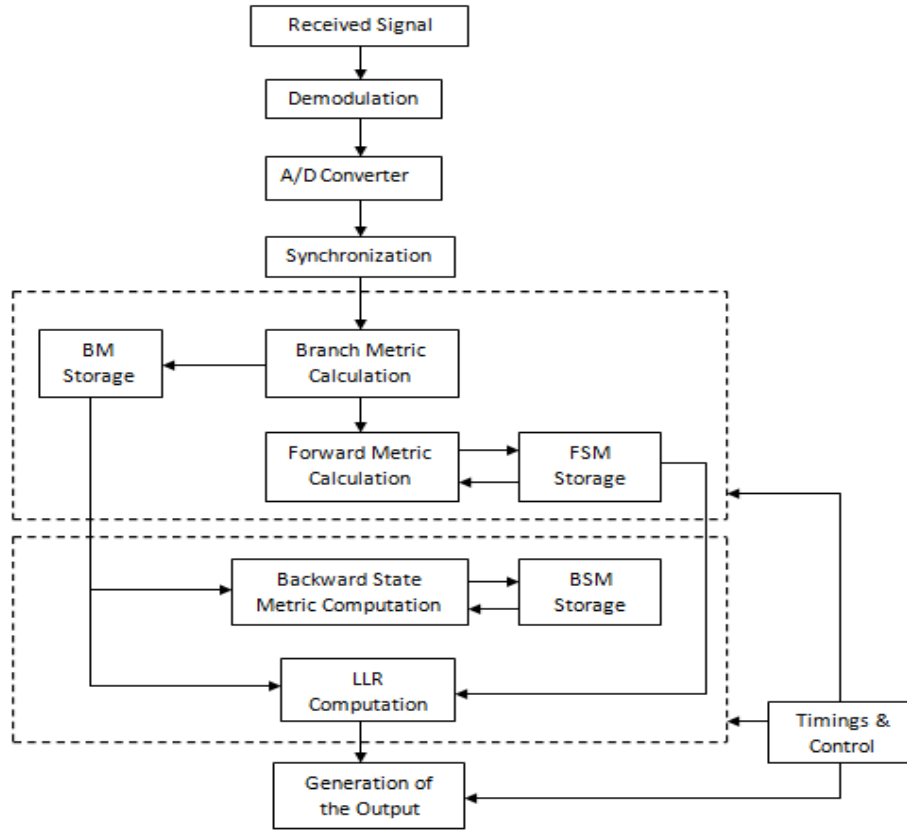 Received Signal
Demodulation
A/D Converter
Synchronization
BM
Storage
Branch Metric
Calculation
Forward Metric
Calculation
FSM
Storage
Backward State
Metric Computation
BSM
Storage
LLR
Computation
Timings &
Control
Generation of
the Output